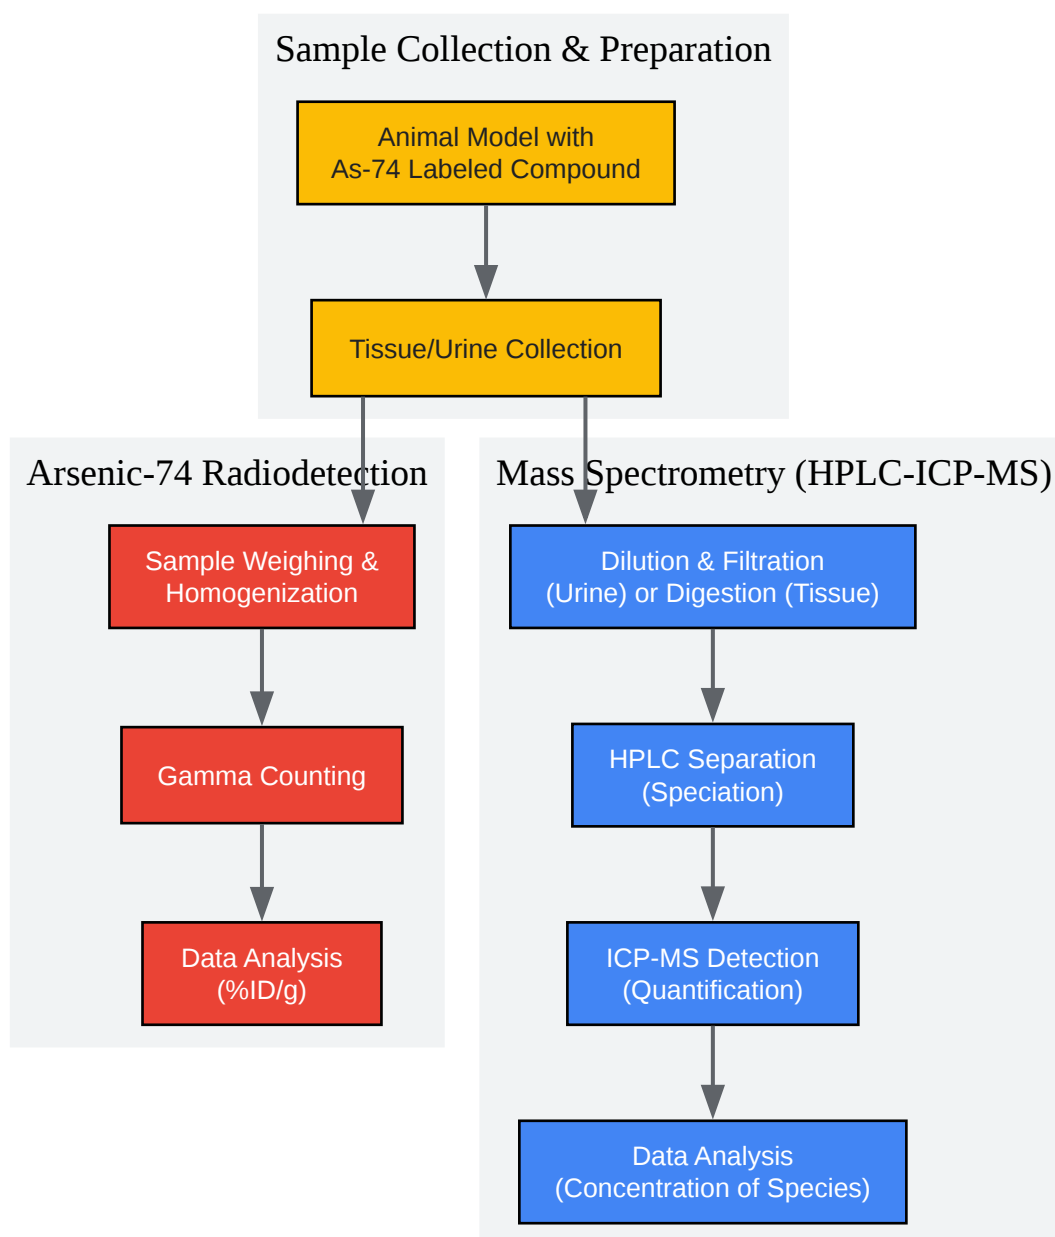 Sample Collection & Preparation
Animal Model with
As-74 Labeled Compound
Tissue/Urine Collection
Arsenic-74 Radiodetection
Sample Weighing &
Homogenization
Gamma Counting
Data Analysis
(%ID/g)
Mass Spectrometry (HPLC-ICP-MS)
Dilution & Filtration
(Urine) or Digestion (Tissue)
HPLC Separation
(Speciation)
ICP-MS Detection
(Quantification)
Data Analysis
(Concentration of Species)